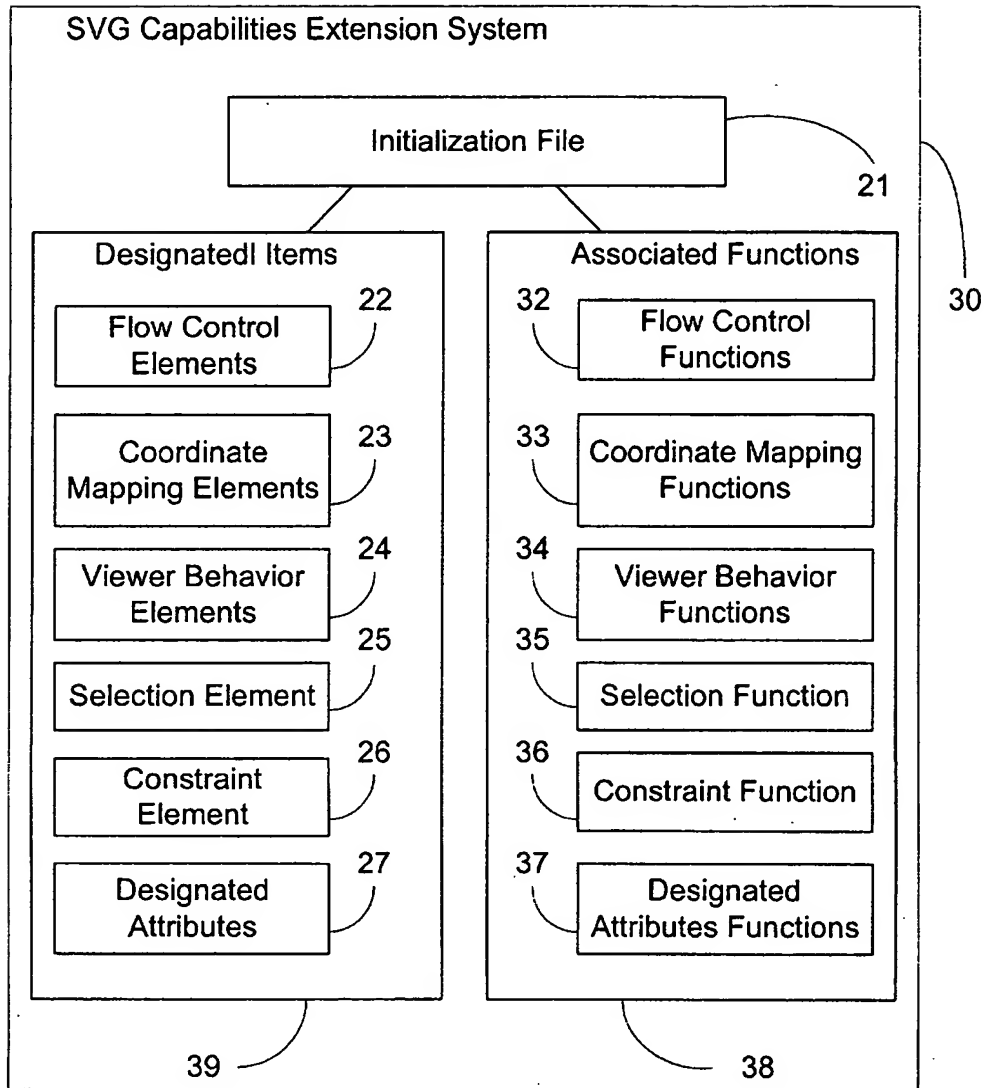 SVG Capabilities Extension System
Initialization File
21
30
DesignatedI Items
22
Flow Control
Elements
23
Coordinate
Mapping Elements
24
Viewer Behavior
Elements
25
Selection Element
26
Constraint
Element
27
Designated
Attributes
39
Associated Functions
32
Flow Control
Functions
33
Coordinate Mapping
Functions
34
Viewer Behavior
Functions
35
Selection Function
36
Constraint Function
37
Designated
Attributes Functions
38